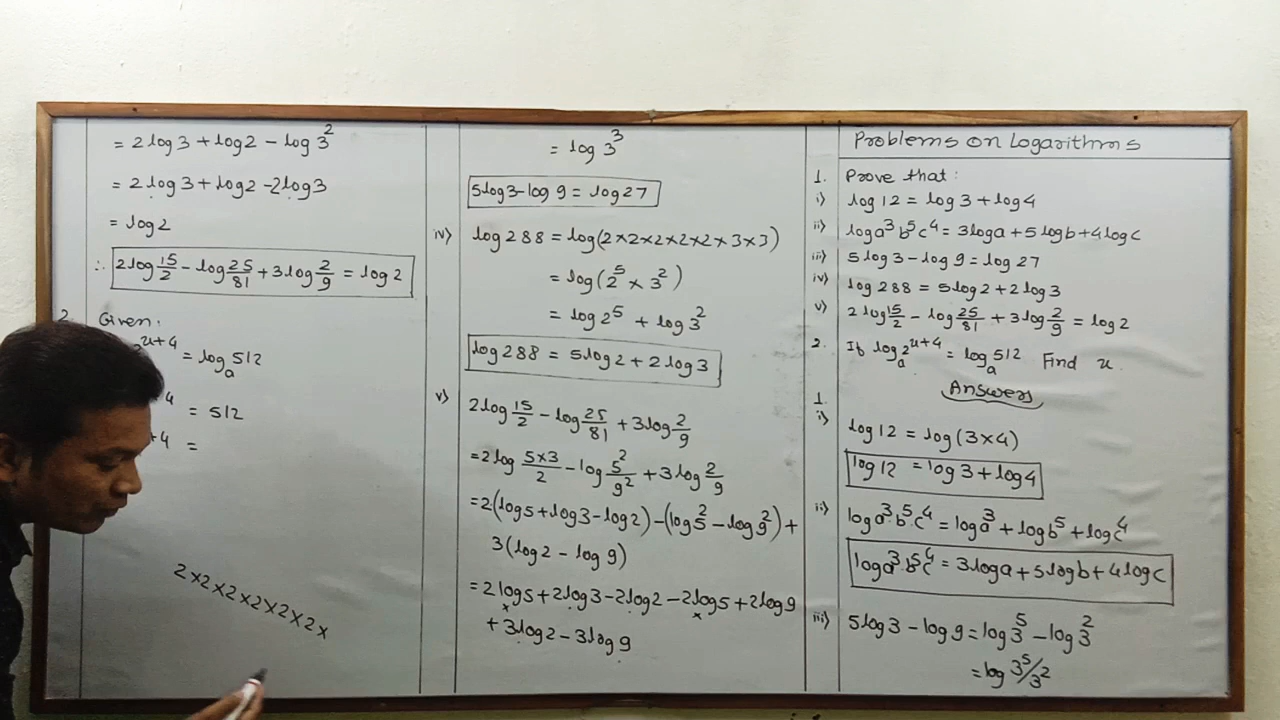 Problems on Logarithms
1. Prove that:
i) log 12 = log 3 + log 4
ii) log a³b⁵c⁴ = 3 log a + 5 log b + 4 log c
iii) 5 log 3 - log 9 = log 27
iv) log 288 = 5 log 2 + 2 log 3
v) 2 log 15/2 - log 25/81 + 3 log 2/9 = log 2
2. If logₐ 2^(x+4) = logₐ 512 Find x.
Answers
1.
i) log 12 = log (3×4)
log 12 = log 3 + log 4
ii) log a³b⁵c⁴ = log a³ + log b⁵ + log c⁴
log a³b⁵c⁴ = 3 log a + 5 log b + 4 log c
iii) 5 log 3 - log 9 = log 3⁵ - log 3²
= log 3⁵/3²
= log 3³
5 log 3 - log 9 = log 27
iv) log 288 = log (2×2×2×2×2×3×3)
= log (2⁵ × 3²)
= log 2⁵ + log 3²
log 288 = 5 log 2 + 2 log 3
v) 2 log 15/2 - log 25/81 + 3 log 2/9
= 2 log 5×3/2 - log 5²/9² + 3 log 2/9
= 2(log 5 + log 3 - log 2) - (log 5² - log 9²) +
3(log 2 - log 9)
= 2 log 5 + 2 log 3 - 2 log 2 - 2 log 5 + 2 log 9
+ 3 log 2 - 3 log 9
= 2 log 3 + log 2 - log 3²
= 2 log 3 + log 2 - 2 log 3
= log 2
∴ 2 log 15/2 - log 25/81 + 3 log 2/9 = log 2
2. Given:
x+4 = logₐ 512
4 = 512
+4 =
2×2×2×2×2×2×